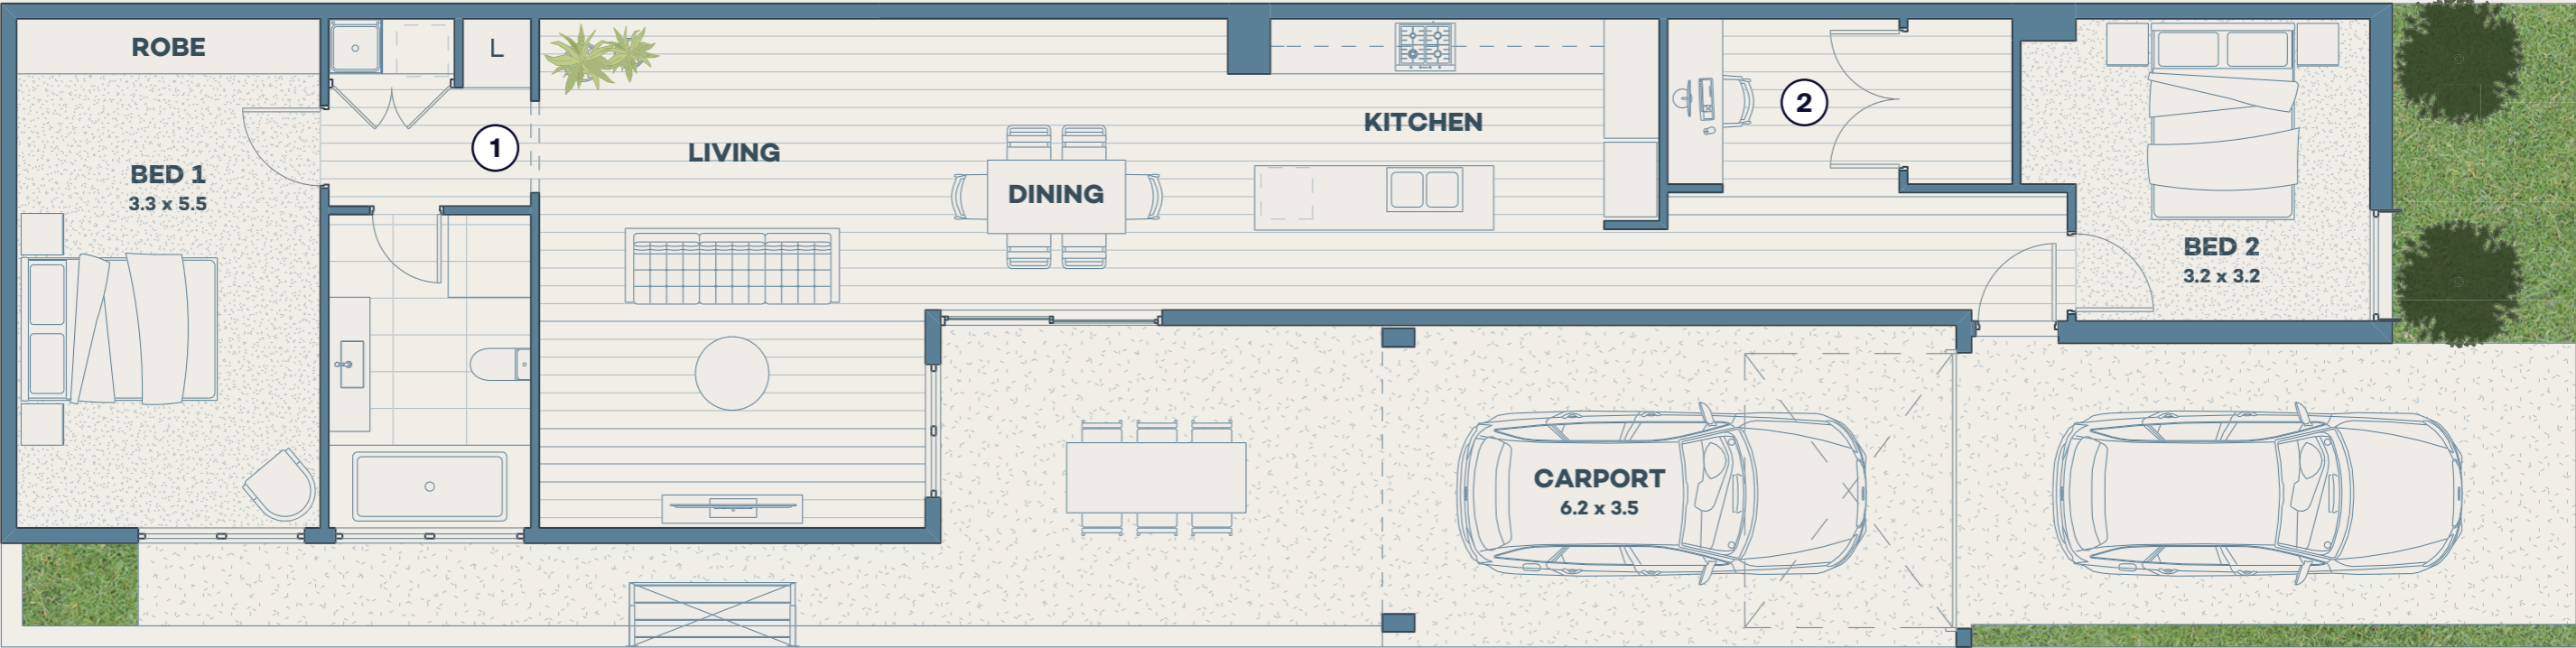 ROBE
L
BED 1
3.3 x 5.5
1
LIVING
DINING
KITCHEN
2
BED 2
3.2 x 3.2
CARPORT
6.2 x 3.5